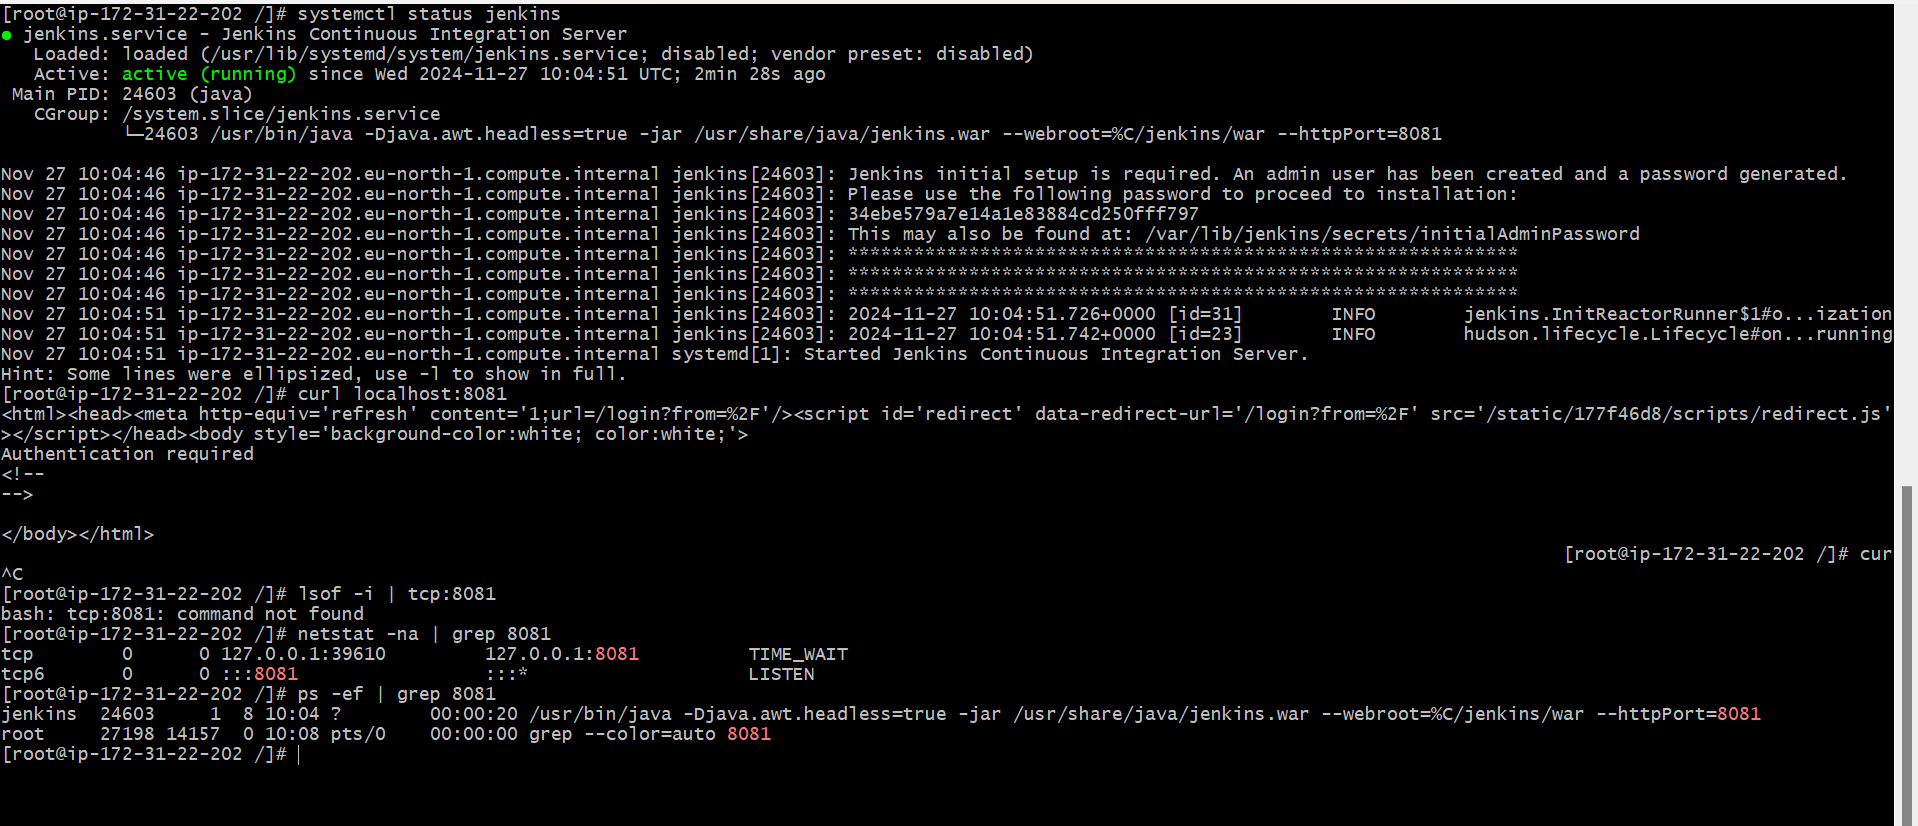 [root@ip-172-31-22-202 /]# systemctl status jenkins
● jenkins.service - Jenkins Continuous Integration Server
   Loaded: loaded (/usr/lib/systemd/system/jenkins.service; disabled; vendor preset: disabled)
   Active: active (running) since Wed 2024-11-27 10:04:51 UTC; 2min 28s ago
 Main PID: 24603 (java)
   CGroup: /system.slice/jenkins.service
           └─24603 /usr/bin/java -Djava.awt.headless=true -jar /usr/share/java/jenkins.war --webroot=%C/jenkins/war --httpPort=8081

Nov 27 10:04:46 ip-172-31-22-202.eu-north-1.compute.internal jenkins[24603]: Jenkins initial setup is required. An admin user has been created and a password generated.
Nov 27 10:04:46 ip-172-31-22-202.eu-north-1.compute.internal jenkins[24603]: Please use the following password to proceed to installation:
Nov 27 10:04:46 ip-172-31-22-202.eu-north-1.compute.internal jenkins[24603]: 34ebe579a7e14a1e83884cd250fff797
Nov 27 10:04:46 ip-172-31-22-202.eu-north-1.compute.internal jenkins[24603]: This may also be found at: /var/lib/jenkins/secrets/initialAdminPassword
Nov 27 10:04:46 ip-172-31-22-202.eu-north-1.compute.internal jenkins[24603]: *************************************************************
Nov 27 10:04:46 ip-172-31-22-202.eu-north-1.compute.internal jenkins[24603]: *************************************************************
Nov 27 10:04:46 ip-172-31-22-202.eu-north-1.compute.internal jenkins[24603]: *************************************************************
Nov 27 10:04:51 ip-172-31-22-202.eu-north-1.compute.internal jenkins[24603]: 2024-11-27 10:04:51.726+0000 [id=31]        INFO        jenkins.InitReactorRunner$1#o...ization
Nov 27 10:04:51 ip-172-31-22-202.eu-north-1.compute.internal jenkins[24603]: 2024-11-27 10:04:51.742+0000 [id=23]        INFO        hudson.lifecycle.Lifecycle#on...running
Nov 27 10:04:51 ip-172-31-22-202.eu-north-1.compute.internal systemd[1]: Started Jenkins Continuous Integration Server.
Hint: Some lines were ellipsized, use -l to show in full.
[root@ip-172-31-22-202 /]# curl localhost:8081
<html><head><meta http-equiv='refresh' content='1;url=/login?from=%2F'/><script id='redirect' data-redirect-url='/login?from=%2F' src='/static/177f46d8/scripts/redirect.js'
></script></head><body style='background-color:white; color:white;'>
Authentication required
<!--
-->

</body></html>
[root@ip-172-31-22-202 /]# cur
^C
[root@ip-172-31-22-202 /]# lsof -i | tcp:8081
bash: tcp:8081: command not found
[root@ip-172-31-22-202 /]# netstat -na | grep 8081
tcp        0      0 127.0.0.1:39610         127.0.0.1:8081          TIME_WAIT
tcp6       0      0 :::8081                 :::*                    LISTEN
[root@ip-172-31-22-202 /]# ps -ef | grep 8081
jenkins  24603     1  8 10:04 ?        00:00:20 /usr/bin/java -Djava.awt.headless=true -jar /usr/share/java/jenkins.war --webroot=%C/jenkins/war --httpPort=8081
root     27198 14157  0 10:08 pts/0    00:00:00 grep --color=auto 8081
[root@ip-172-31-22-202 /]#